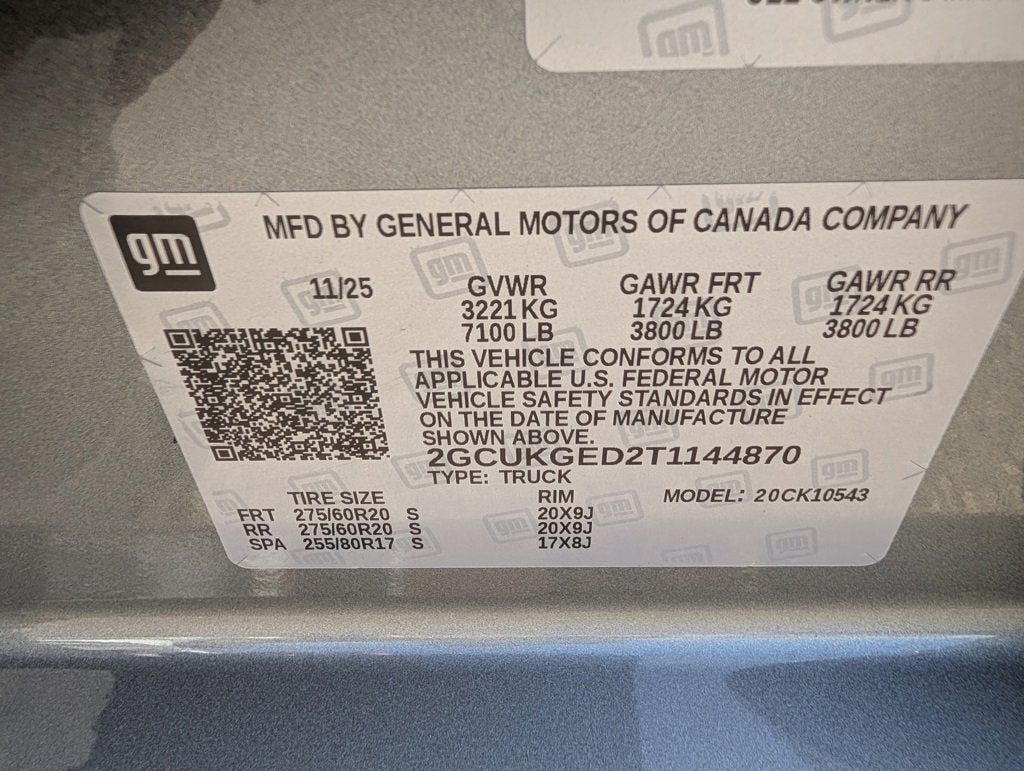 gm
MFD BY GENERAL MOTORS OF CANADA COMPANY
11/25 GVWR GAWR FRT GAWR RR
3221 KG 1724 KG 1724 KG
7100 LB 3800 LB 3800 LB
THIS VEHICLE CONFORMS TO ALL
APPLICABLE U.S. FEDERAL MOTOR
VEHICLE SAFETY STANDARDS IN EFFECT
ON THE DATE OF MANUFACTURE
SHOWN ABOVE.
2GCUKGED2T1144870
TYPE: TRUCK
TIRE SIZE RIM MODEL: 20CK10543
FRT 275/60R20 S 20X9J
RR 275/60R20 S 20X9J
SPA 255/80R17 S 17X8J